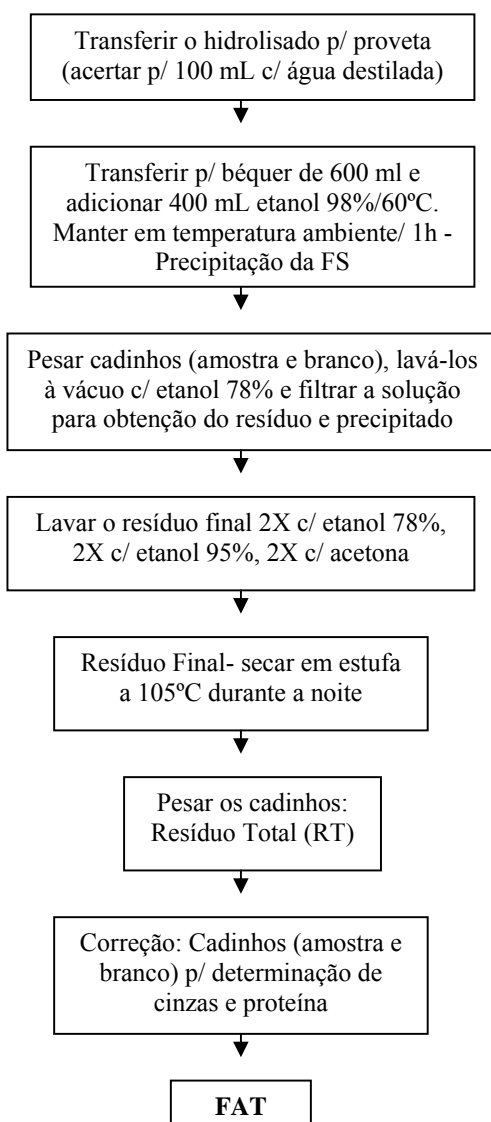 Transferir o hidrolisado p/ proveta
(acertar p/ 100 mL c/ água destilada)
Transferir p/ béquer de 600 ml e
adicionar 400 mL etanol 98%/60ºC.
Manter em temperatura ambiente/ 1h -
Precipitação da FS
Pesar cadinhos (amostra e branco), lavá-los
à vácuo c/ etanol 78% e filtrar a solução
para obtenção do resíduo e precipitado
Lavar o resíduo final 2X c/ etanol 78%,
2X c/ etanol 95%, 2X c/ acetona
Resíduo Final- secar em estufa
a 105ºC durante a noite
Pesar os cadinhos:
Resíduo Total (RT)
Correção: Cadinhos (amostra e
branco) p/ determinação de
cinzas e proteína
FAT